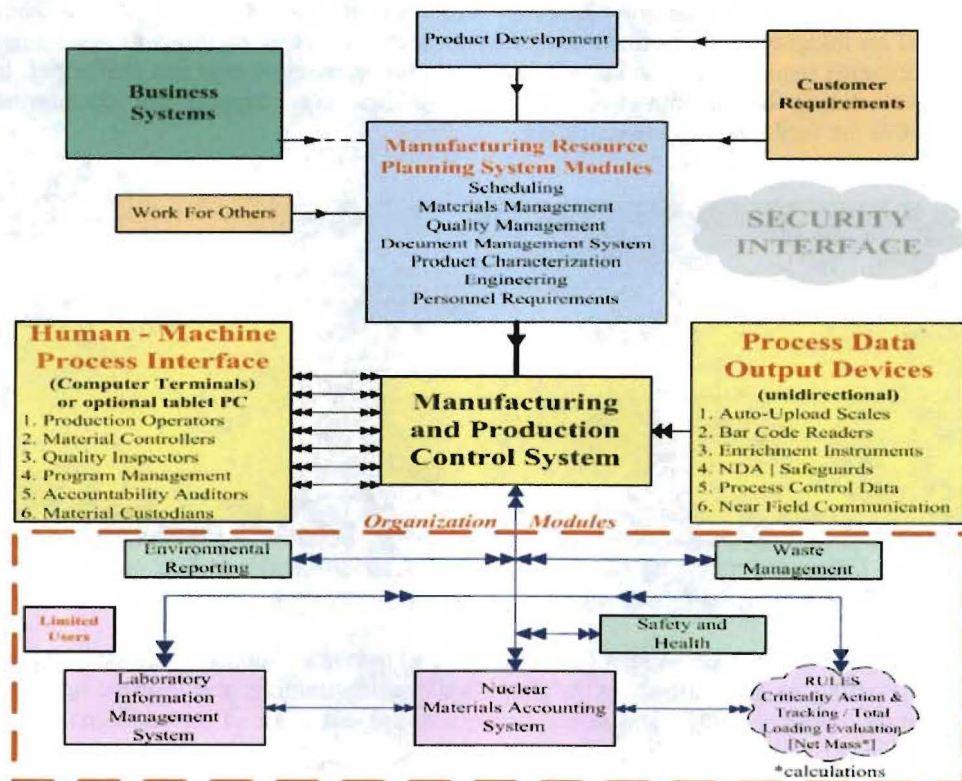 Product Development
Business
Systems
Customer
Requirements
Manufacturing Resource
Planning System Modules
Scheduling
Materials Management
Quality Management
Document Management System
Product Characterization
Engineering
Personnel Requirements
Work For Others
SECURITY
INTERFACE
Human - Machine
Process Interface
(Computer Terminals)
or optional tablet PC
1. Production Operators
2. Material Controllers
3. Quality Inspectors
4. Program Management
5. Accountability Auditors
6. Material Custodians
Manufacturing
and Production
Control System
Process Data
Output Devices
(unidirectional)
1. Auto-Upload Scales
2. Bar Code Readers
3. Enrichment Instruments
4. NDA | Safeguards
5. Process Control Data
6. Near Field Communication
Organization Modules
Environmental
Reporting
Waste
Management
Limited
Users
Safety and
Health
Laboratory
Information
Management
System
Nuclear
Materials Accounting
System
RULES
Criticality Action &
Tracking / Total
Loading Evaluation
[Net Mass*]
*calculations